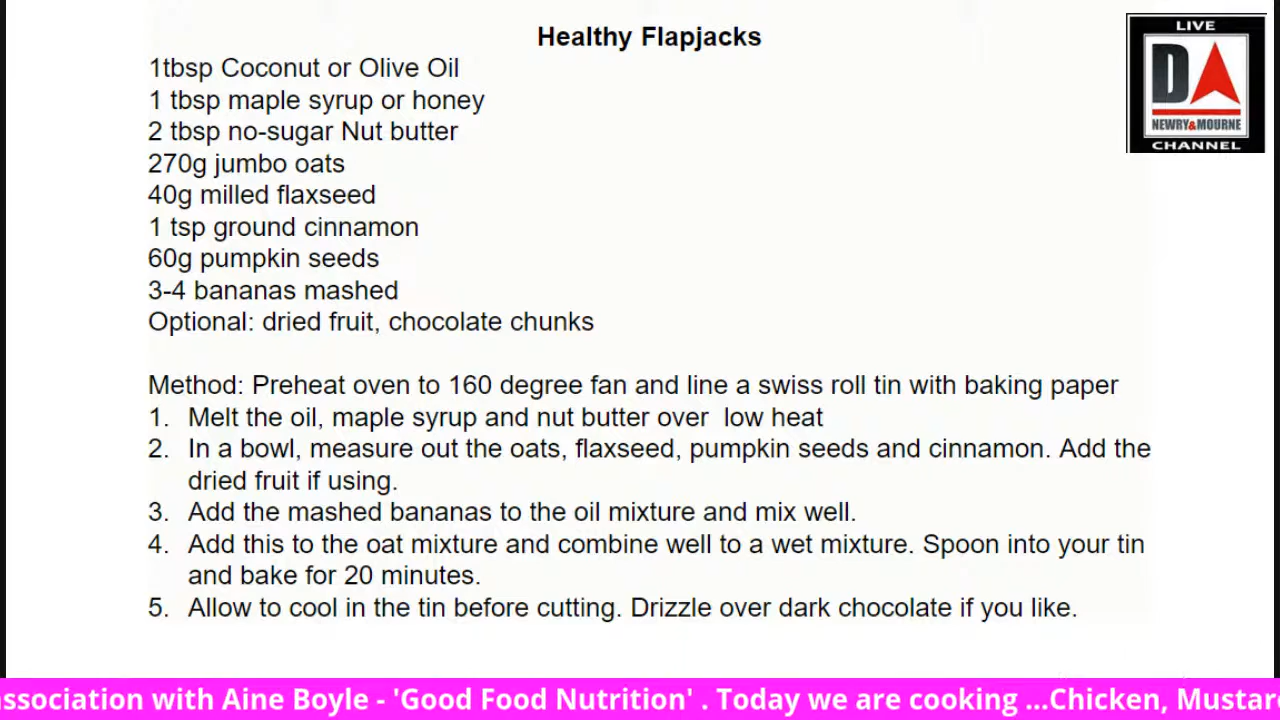 Healthy Flapjacks
1tbsp Coconut or Olive Oil
1 tbsp maple syrup or honey
2 tbsp no-sugar Nut butter
270g jumbo oats
40g milled flaxseed
1 tsp ground cinnamon
60g pumpkin seeds
3-4 bananas mashed
Optional: dried fruit, chocolate chunks
Method: Preheat oven to 160 degree fan and line a swiss roll tin with baking paper
1. Melt the oil, maple syrup and nut butter over low heat
2. In a bowl, measure out the oats, flaxseed, pumpkin seeds and cinnamon. Add the
dried fruit if using.
3. Add the mashed bananas to the oil mixture and mix well.
4. Add this to the oat mixture and combine well to a wet mixture. Spoon into your tin
and bake for 20 minutes.
5. Allow to cool in the tin before cutting. Drizzle over dark chocolate if you like.
LIVE
DA
NEWRY&MOURNE
CHANNEL
ssociation with Aine Boyle - 'Good Food Nutrition' . Today we are cooking ...Chicken, Mustar